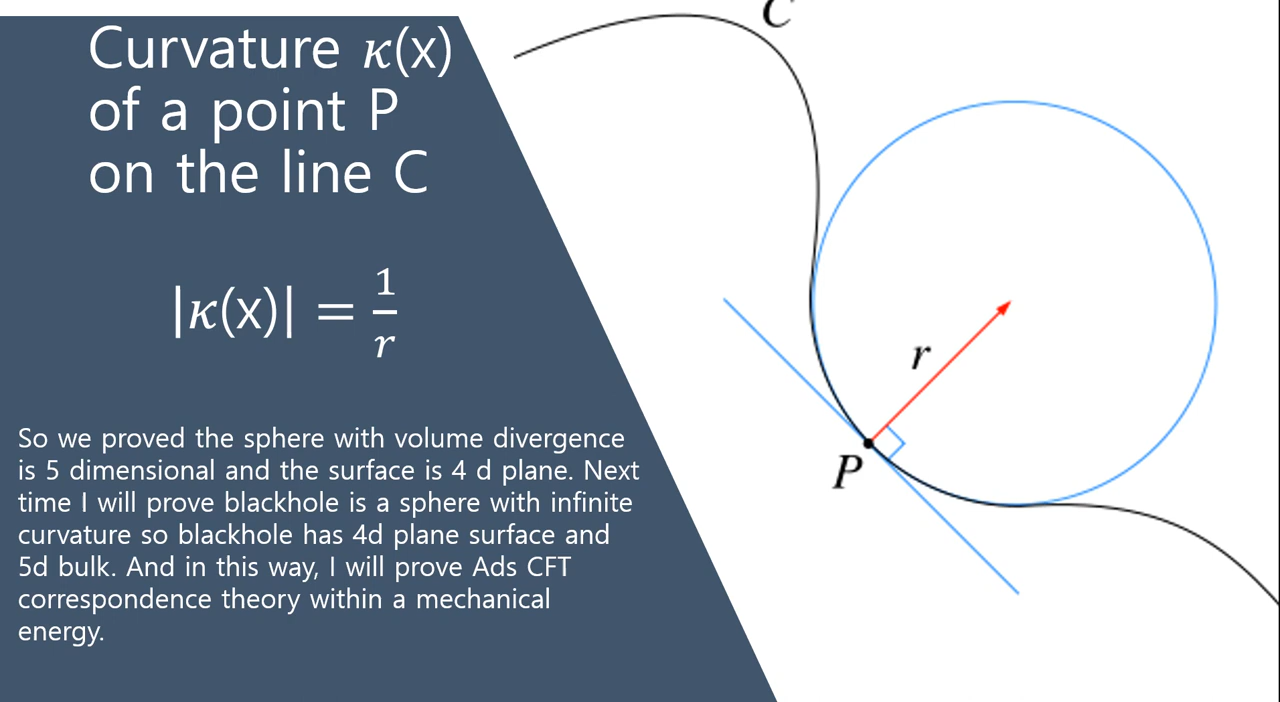 Curvature κ(x)
of a point P
on the line C
|κ(x)| = 1/r
So we proved the sphere with volume divergence
is 5 dimensional and the surface is 4 d plane. Next
time I will prove blackhole is a sphere with infinite
curvature so blackhole has 4d plane surface and
5d bulk. And in this way, I will prove Ads CFT
correspondence theory within a mechanical
energy.
C
r
P